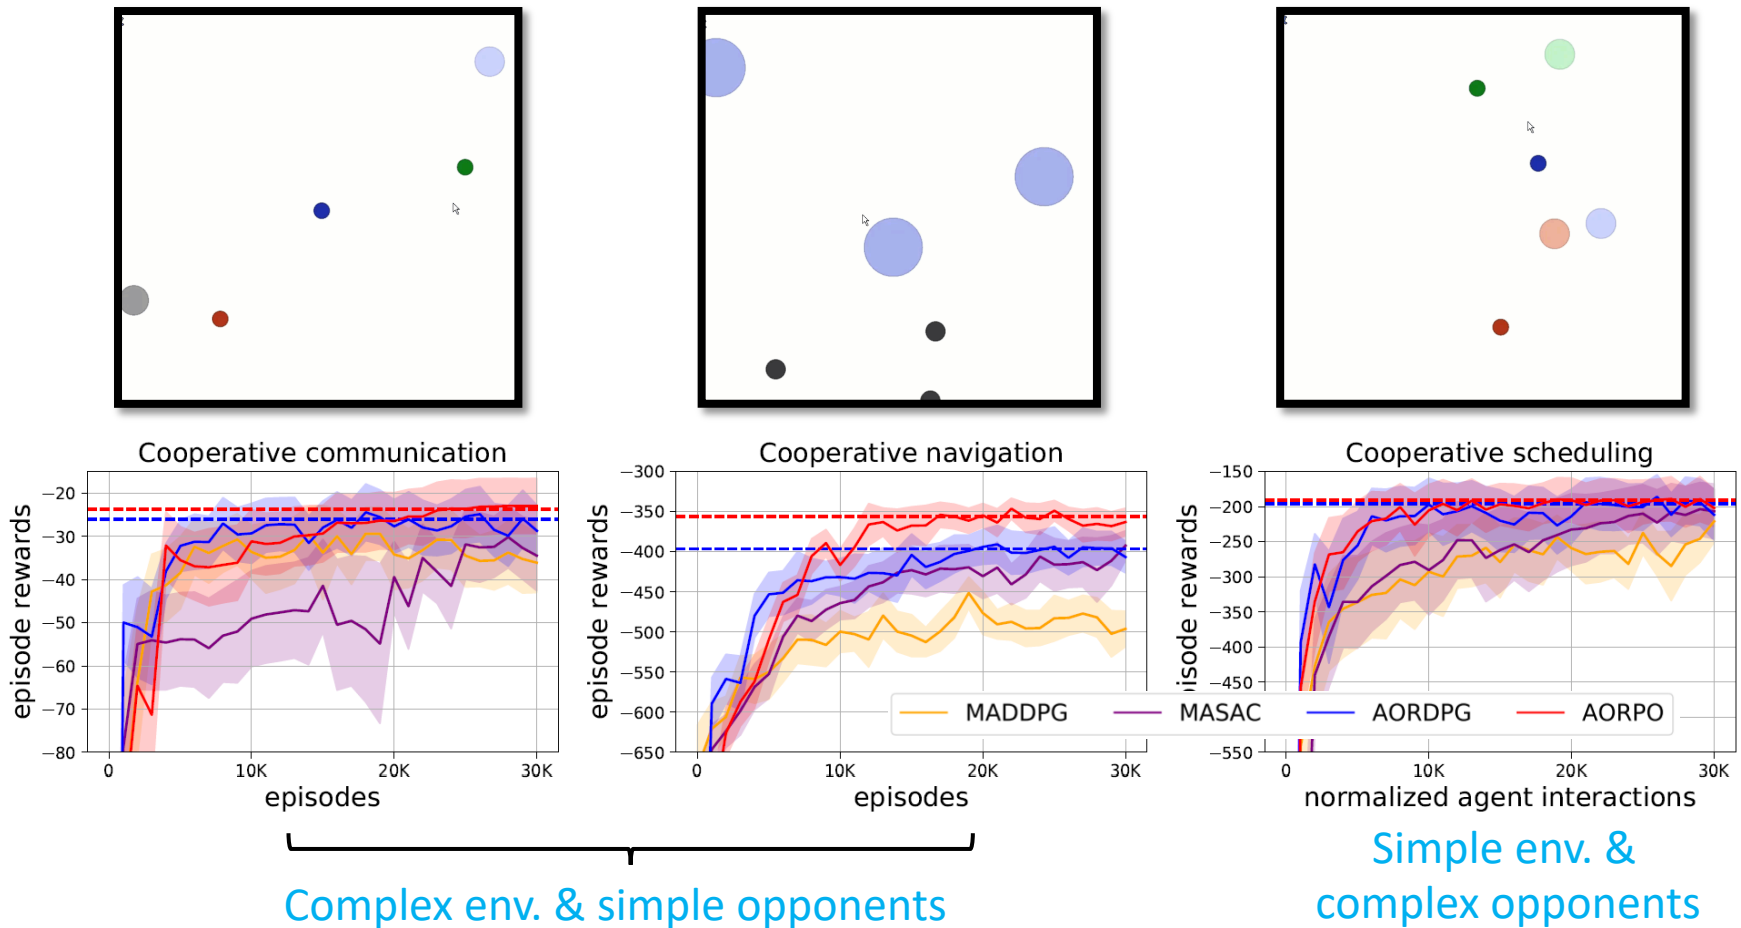 Cooperative communication
Cooperative navigation
Cooperative scheduling
episode rewards
−20
−30
−40
−50
−60
−70
−80
0
10K
20K
30K
episodes
episode rewards
−300
−350
−400
−450
−500
−550
−600
−650
0
10K
20K
30K
episodes
episode rewards
−150
−200
−250
−300
−350
−400
−450
−550
0
10K
20K
30K
normalized agent interactions
MADDPG MASAC AORDPG AORPO
Complex env. & simple opponents
Simple env. &
complex opponents